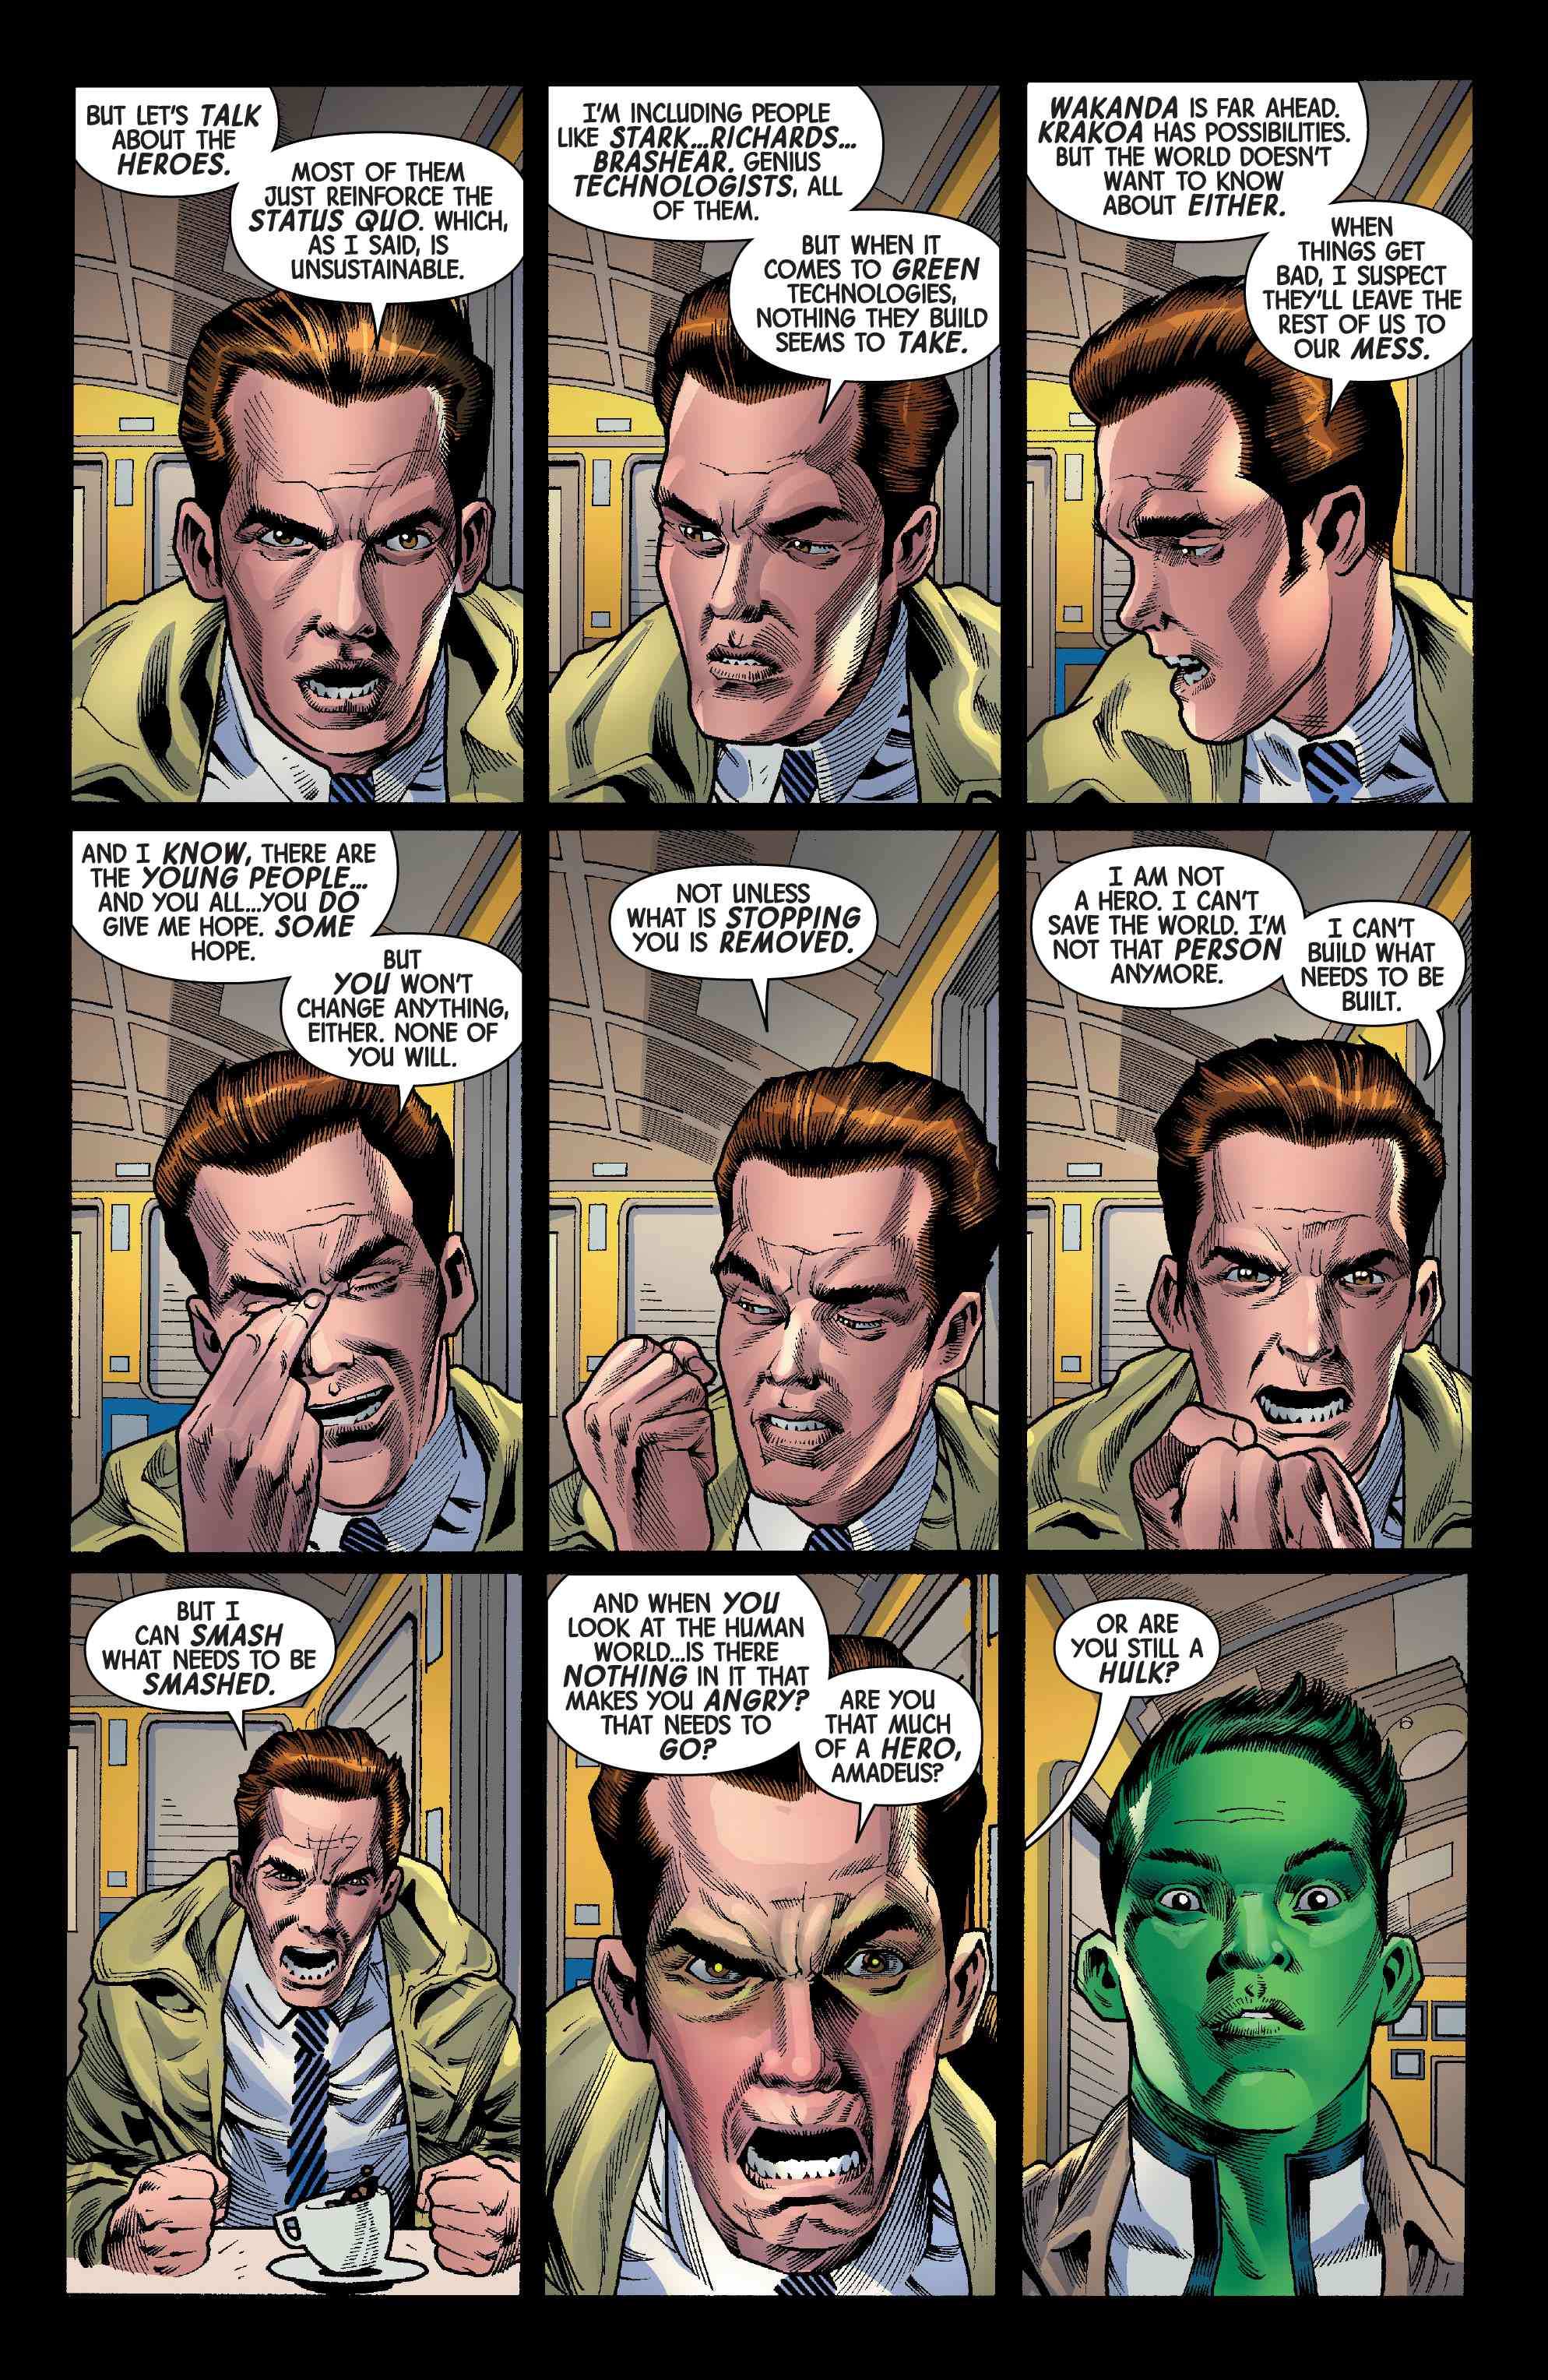 BUT LET'S TALK
ABOUT THE
HEROES.
MOST OF THEM
JUST REINFORCE THE
STATUS QUO. WHICH,
AS I SAID, IS
UNSUSTAINABLE.
I'M INCLUDING PEOPLE
LIKE STARK...RICHARDS...
BRASHEAR. GENIUS
TECHNOLOGISTS, ALL
OF THEM.
BUT WHEN IT
COMES TO GREEN
TECHNOLOGIES,
NOTHING THEY BUILD
SEEMS TO TAKE.
WAKANDA IS FAR AHEAD.
KRAKOA HAS POSSIBILITIES.
BUT THE WORLD DOESN'T
WANT TO KNOW
ABOUT EITHER.
WHEN
THINGS GET
BAD, I SUSPECT
THEY'LL LEAVE THE
REST OF US TO
OUR MESS.
AND I KNOW, THERE ARE
THE YOUNG PEOPLE...
AND YOU ALL...YOU DO
GIVE ME HOPE. SOME
HOPE.
BUT
YOU WON'T
CHANGE ANYTHING,
EITHER. NONE OF
YOU WILL.
NOT UNLESS
WHAT IS STOPPING
YOU IS REMOVED.
I AM NOT
A HERO. I CAN'T
SAVE THE WORLD. I'M
NOT THAT PERSON
ANYMORE.
I CAN'T
BUILD WHAT
NEEDS TO BE
BUILT.
BUT I
CAN SMASH
WHAT NEEDS TO BE
SMASHED.
AND WHEN YOU
LOOK AT THE HUMAN
WORLD...IS THERE
NOTHING IN IT THAT
MAKES YOU ANGRY?
THAT NEEDS TO
GO?
ARE YOU
THAT MUCH
OF A HERO,
AMADEUS?
OR ARE
YOU STILL A
HULK?